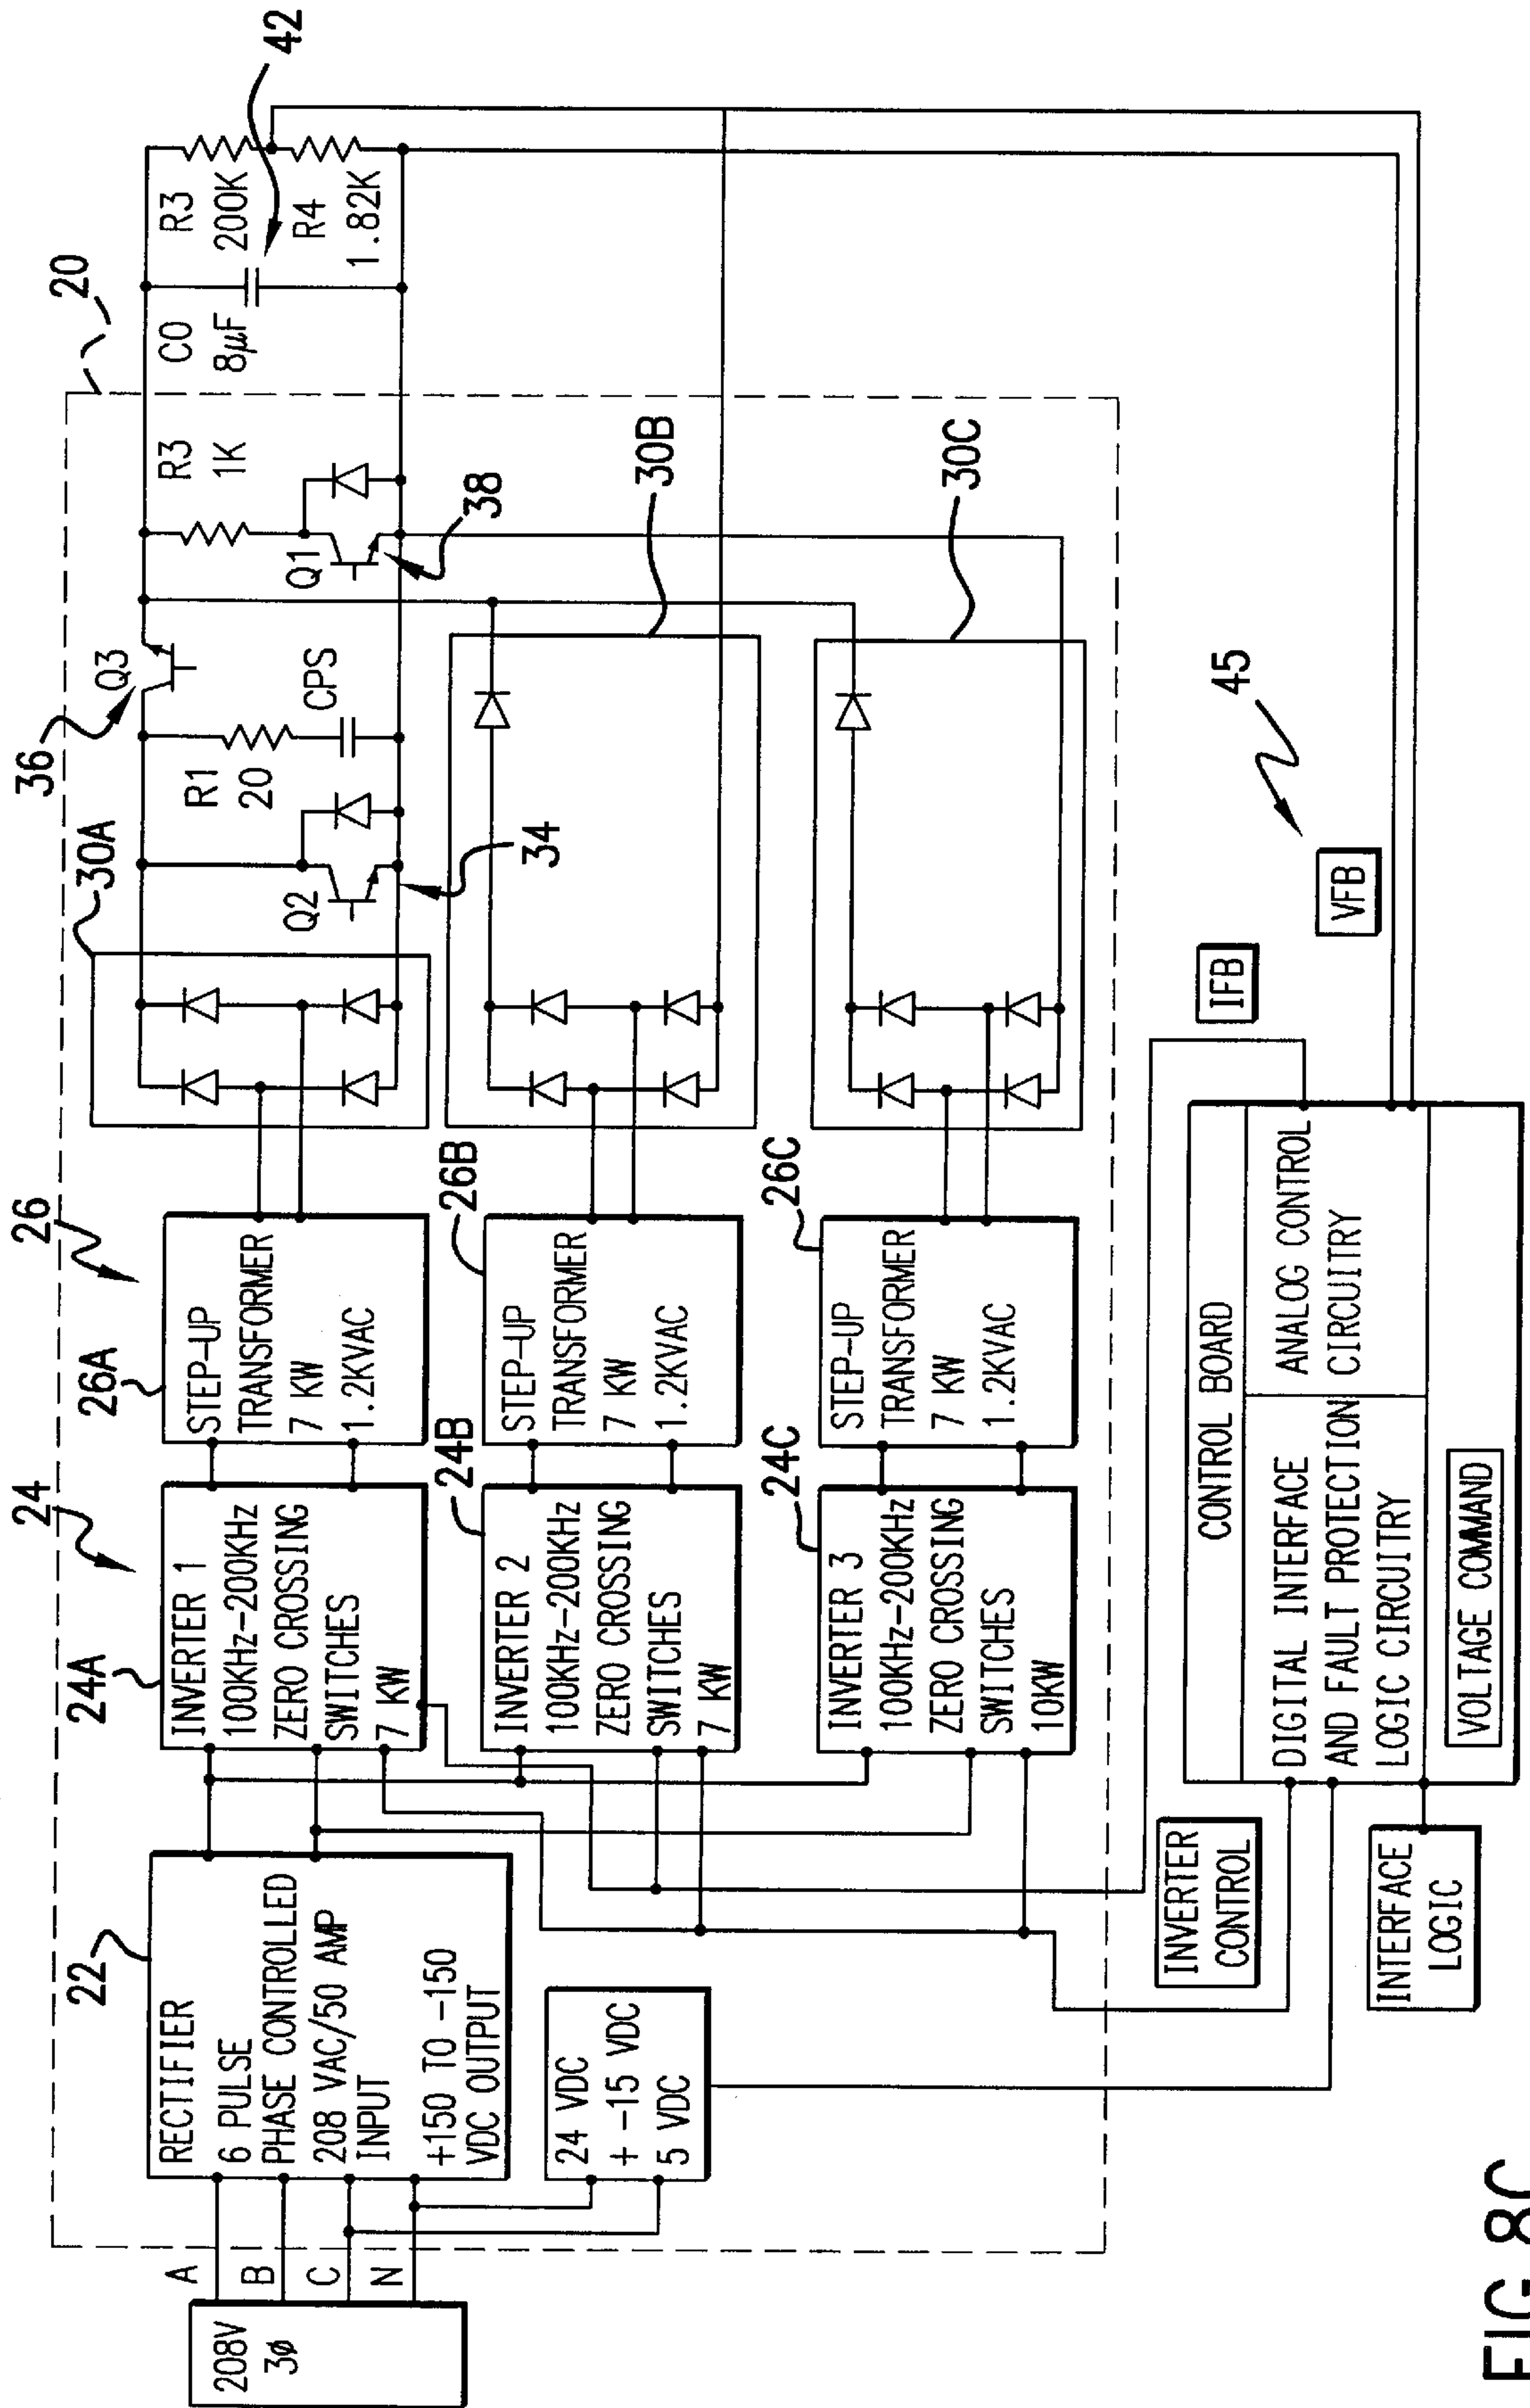 208V
3ø
A
B
C
N
22
RECTIFIER
6 PULSE
PHASE CONTROLLED
208 VAC/50 AMP
INPUT
+150 TO -150
VDC OUTPUT
24 VDC
+ -15 VDC
5 VDC
24
24A
INVERTER 1
100KHz-200KHz
ZERO CROSSING
SWITCHES
7 KW
24B
INVERTER 2
100KHz-200KHz
ZERO CROSSING
SWITCHES
7 KW
24C
INVERTER 3
100KHz-200KHz
ZERO CROSSING
SWITCHES
10KW
26
26A
STEP-UP
TRANSFORMER
7 KW
1.2KVAC
26B
STEP-UP
TRANSFORMER
7 KW
1.2KVAC
26C
STEP-UP
TRANSFORMER
7 KW
1.2KVAC
30A
Q2
34
R1
20
CPS
36
Q3
30B
30C
R3
1K
Q1
38
20
C0
8µF
R3
200K
R4
1.82K
42
45
IFB
VFB
INVERTER
CONTROL
INTERFACE
LOGIC
CONTROL BOARD
DIGITAL INTERFACE
AND FAULT PROTECTION
LOGIC CIRCUITRY
ANALOG CONTROL
CIRCUITRY
VOLTAGE COMMAND
FIG.8C